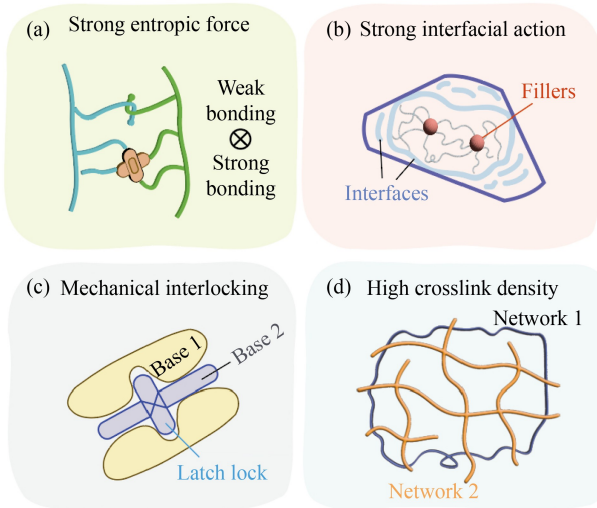 (a) Strong entropic force
Weak
bonding
⊗
Strong
bonding
(b) Strong interfacial action
Fillers
Interfaces
(c) Mechanical interlocking
Base 1
Base 2
Latch lock
(d) High crosslink density
Network 1
Network 2